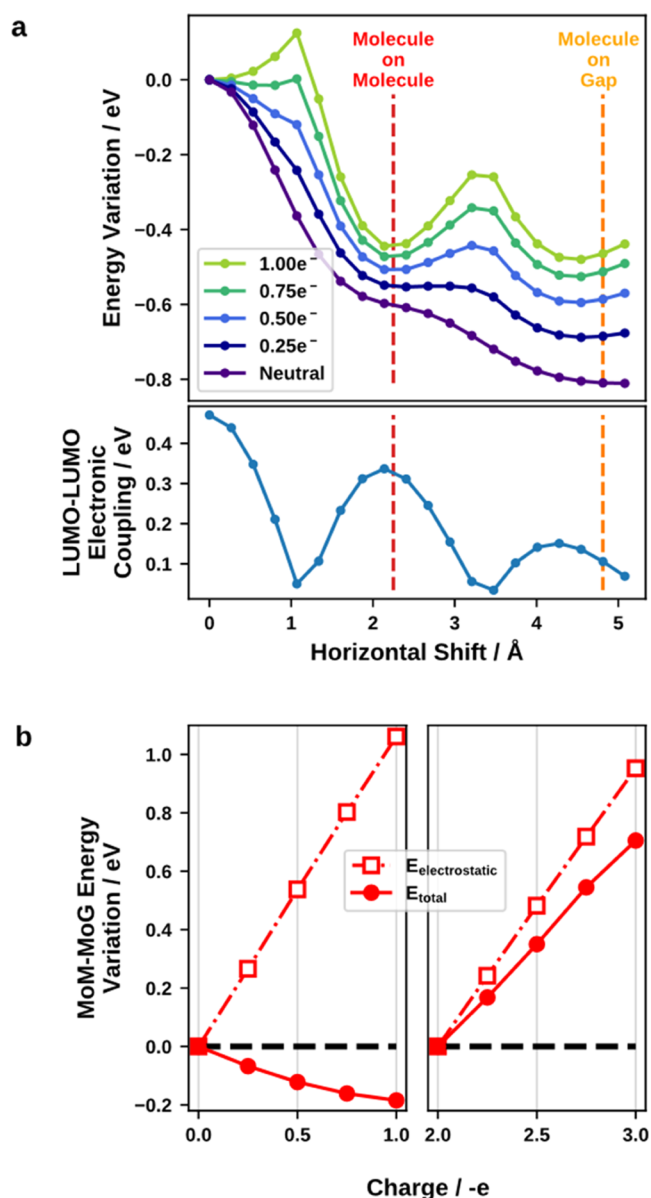 a
Molecule
on
Molecule
Molecule
on
Gap
Energy Variation / eV
0.0
−0.2
−0.4
−0.6
−0.8
1.00e⁻
0.75e⁻
0.50e⁻
0.25e⁻
Neutral
LUMO-LUMO
Electronic
Coupling / eV
0.4
0.3
0.2
0.1
0 1 2 3 4 5
Horizontal Shift / Å
b
MoM-MoG Energy
Variation / eV
1.0
0.8
0.6
0.4
0.2
0.0
−0.2
Eelectrostatic
Etotal
0.0 0.5 1.0 2.0 2.5 3.0
Charge / -e